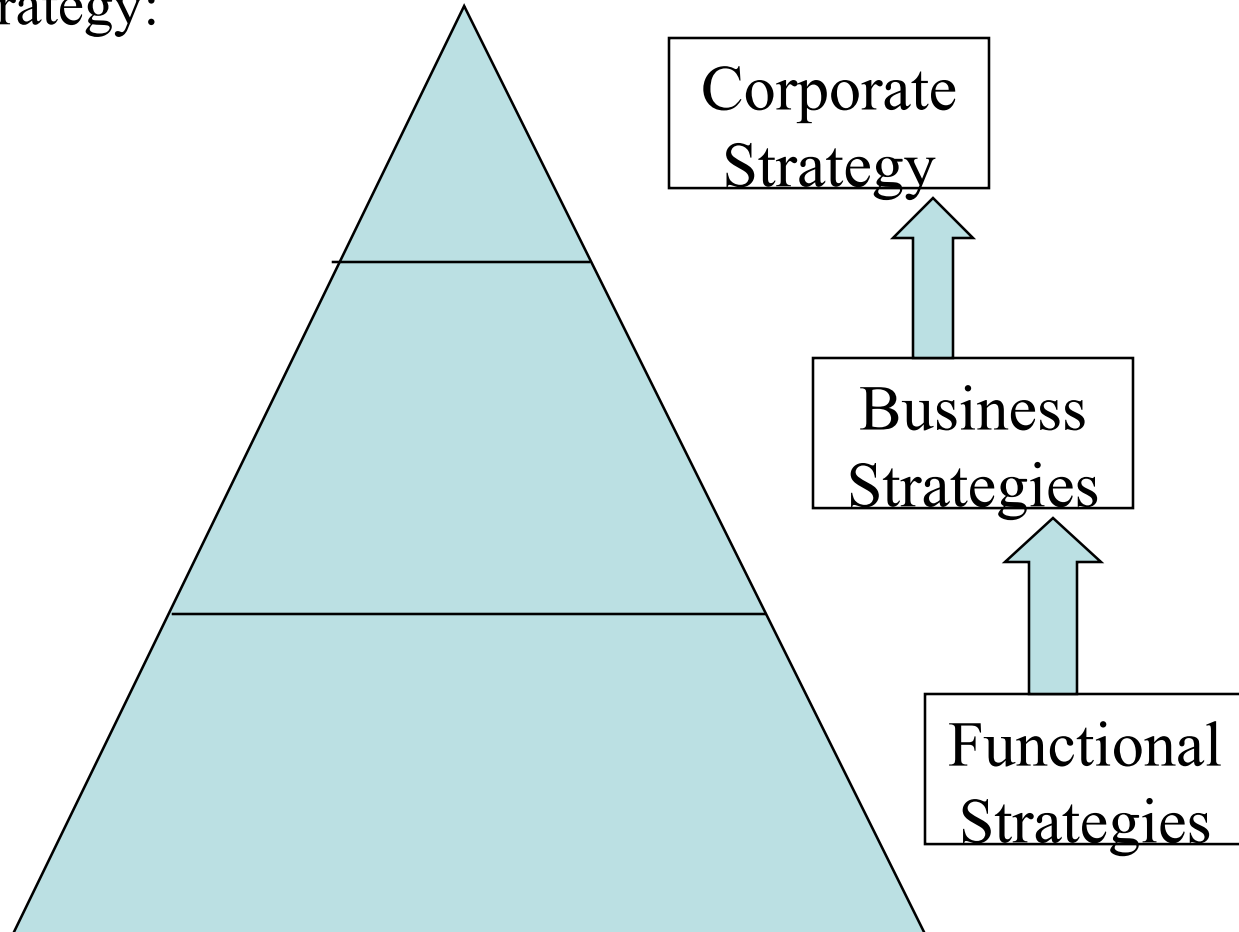 rategy:
Corporate
Strategy
Business
Strategies
Functional
Strategies